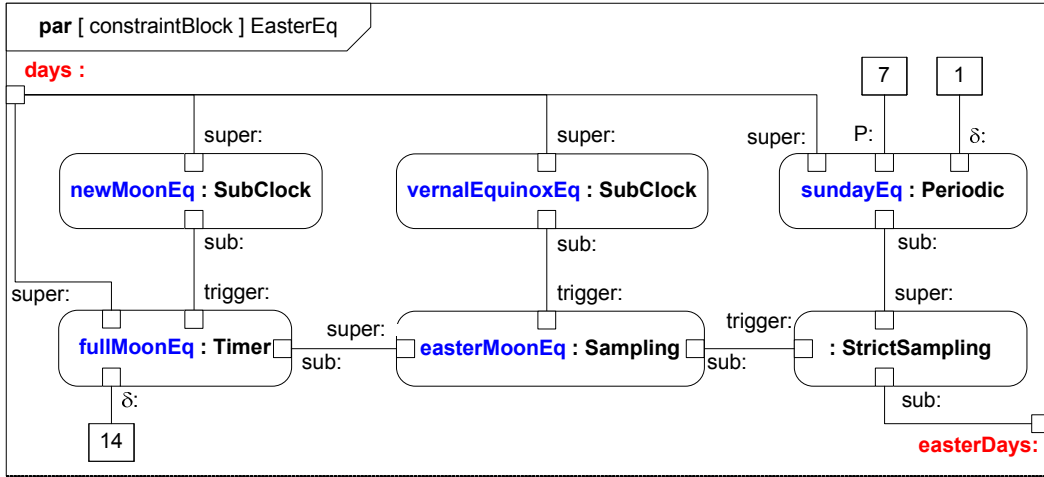 par [ constraintBlock ] EasterEq
days :
7
1
super:
super:
super:
P:
δ:
newMoonEq : SubClock
vernalEquinoxEq : SubClock
sundayEq : Periodic
sub:
sub:
sub:
super:
trigger:
trigger:
super:
super:
trigger:
fullMoonEq : Timer
easterMoonEq : Sampling
: StrictSampling
sub:
sub:
δ:
sub:
14
easterDays: